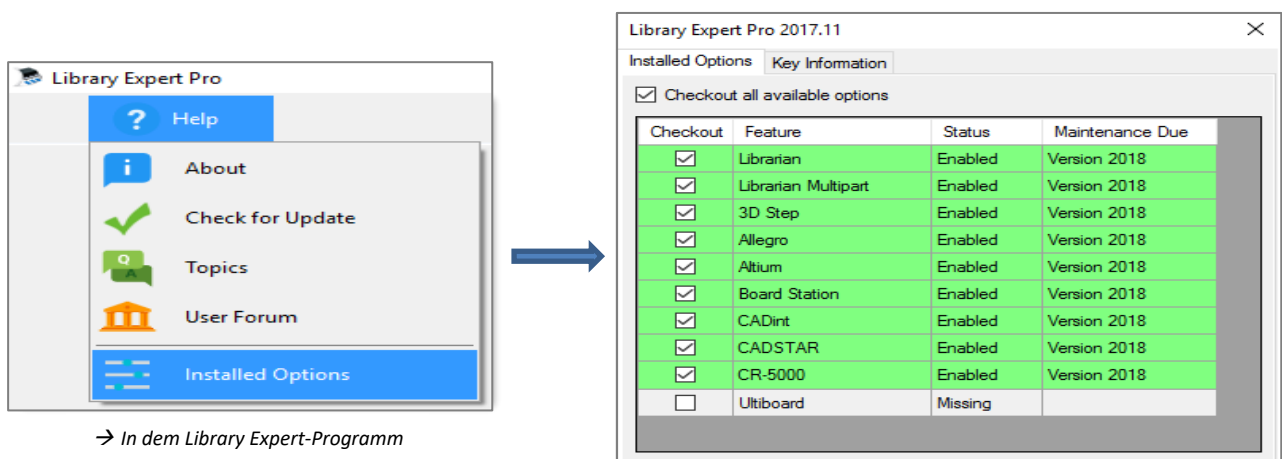 Library Expert Pro
Help
About
Check for Update
Topics
User Forum
Installed Options
→ In dem Library Expert-Programm
Library Expert Pro 2017.11
Installed Options Key Information
Checkout all available options
Checkout Feature Status Maintenance Due
Librarian Enabled Version 2018
Librarian Multipart Enabled Version 2018
3D Step Enabled Version 2018
Allegro Enabled Version 2018
Altium Enabled Version 2018
Board Station Enabled Version 2018
CADint Enabled Version 2018
CADSTAR Enabled Version 2018
CR-5000 Enabled Version 2018
Ultiboard Missing